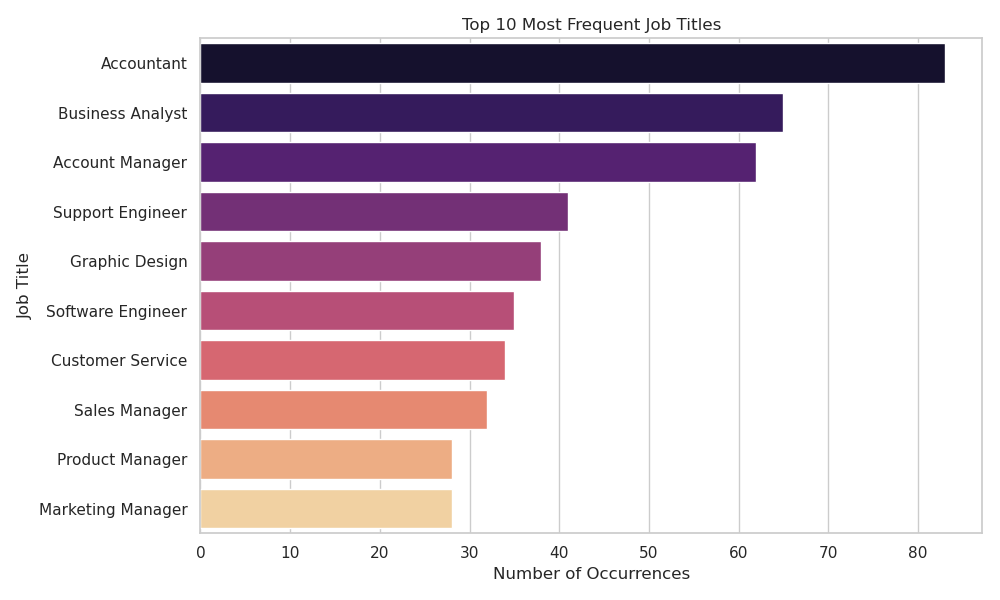 Top 10 Most Frequent Job Titles
Accountant
Business Analyst
Account Manager
Support Engineer
Graphic Design
Software Engineer
Customer Service
Sales Manager
Product Manager
Marketing Manager
Job Title
0 10 20 30 40 50 60 70 80
Number of Occurrences